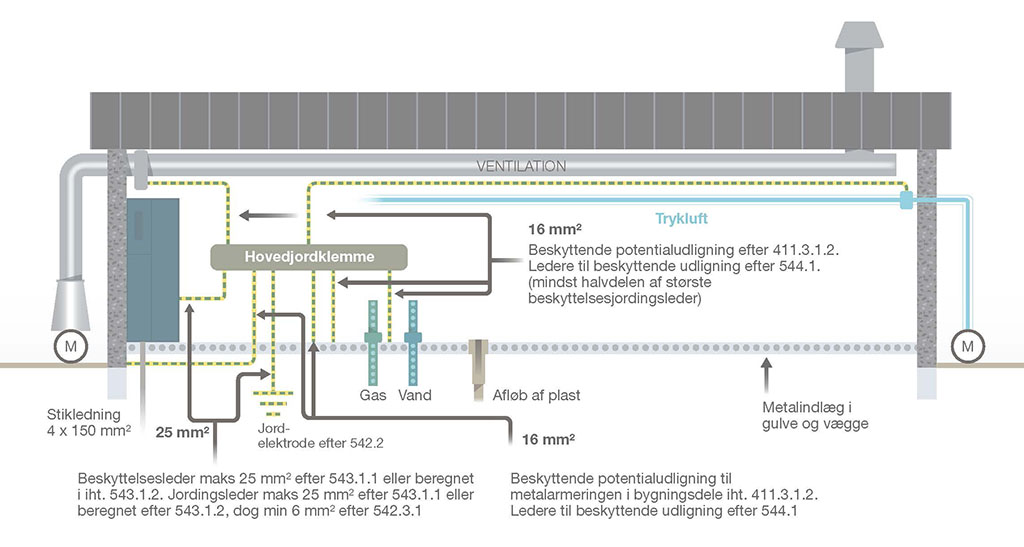 VENTILATION
Trykluft
16 mm²
Beskyttende potentialudligning efter 411.3.1.2.
Ledere til beskyttende udligning efter 544.1.
(mindst halvdelen af største
beskyttelsesjordingsleder)
Hovedjordklemme
M
M
Gas
Vand
Afløb af plast
Metalindlæg i
gulve og vægge
Stikledning
4 x 150 mm²
25 mm²
Jord-
elektrode efter 542.2
16 mm²
Beskyttelsesleder maks 25 mm² efter 543.1.1 eller beregnet
i iht. 543.1.2. Jordingsleder maks 25 mm² efter 543.1.1 eller
beregnet efter 543.1.2, dog min 6 mm² efter 542.3.1
Beskyttende potentialudligning til
metalarmeringen i bygningsdele iht. 411.3.1.2.
Ledere til beskyttende udligning efter 544.1